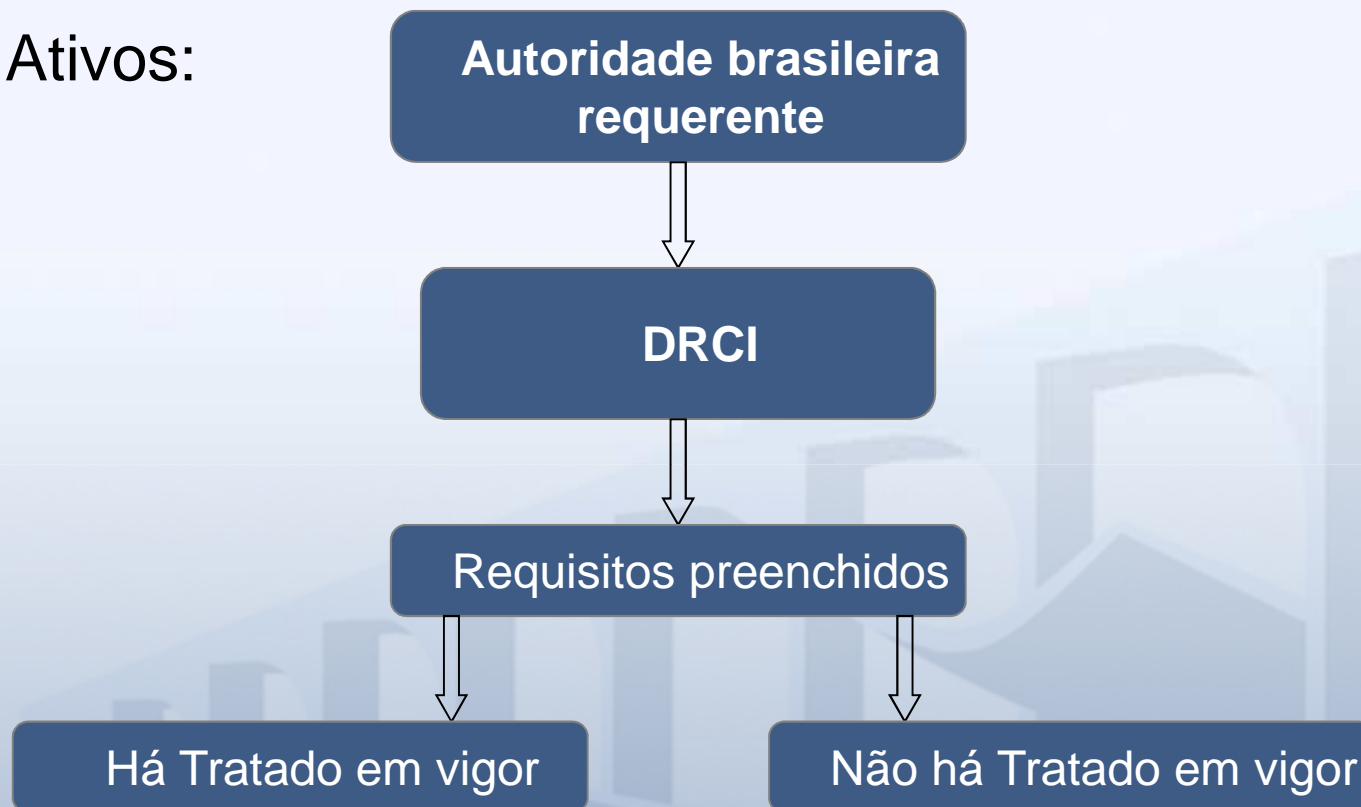 Ativos:
Autoridade brasileira
requerente
DRCI
Requisitos preenchidos
Há Tratado em vigor
Não há Tratado em vigor